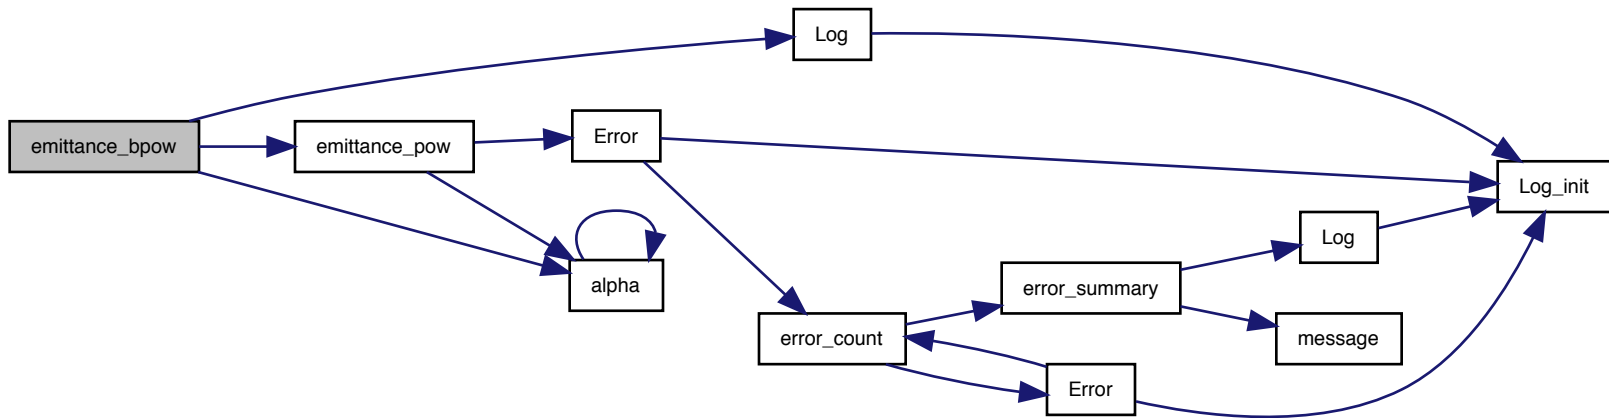 Log
emittance_bpow
emittance_pow
Error
Log_init
Log
alpha
error_summary
error_count
message
Error